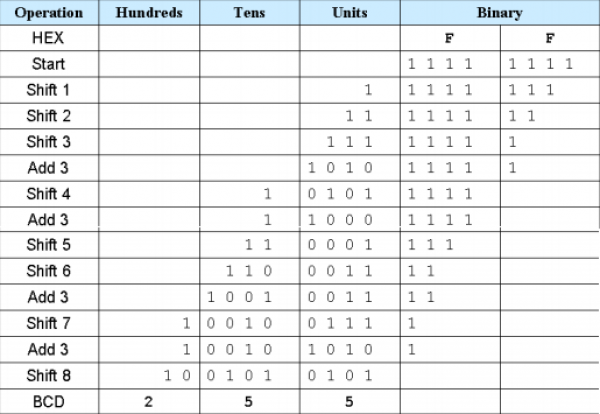 Operation Hundreds Tens Units Binary
HEX F F
Start 1 1 1 1 1 1 1 1
Shift 1 1 1 1 1 1 1 1 1
Shift 2 1 1 1 1 1 1 1 1
Shift 3 1 1 1 1 1 1 1 1
Add 3 1 0 1 0 1 1 1 1 1
Shift 4 1 0 1 0 1 1 1 1 1
Add 3 1 1 0 0 0 1 1 1 1
Shift 5 1 1 0 0 0 1 1 1 1
Shift 6 1 1 0 0 0 1 1 1 1
Add 3 1 0 0 1 0 0 1 1 1 1
Shift 7 1 0 0 1 0 0 1 1 1 1
Add 3 1 0 0 1 0 1 0 1 0 1
Shift 8 1 0 0 1 0 1 0 1 0 1
BCD 2 5 5